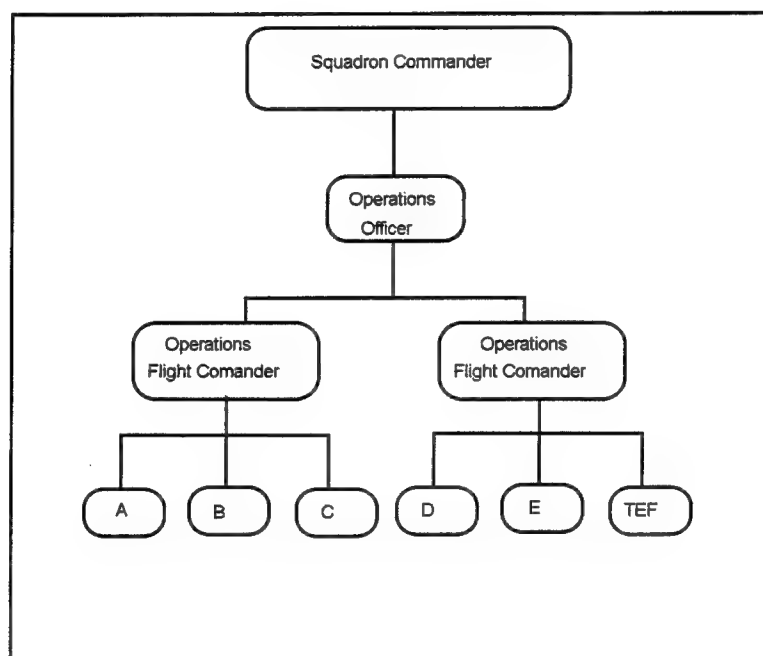 Squadron Commander
Operations
Officer
Operations
Flight Comander
Operations
Flight Comander
A
B
C
D
E
TEF